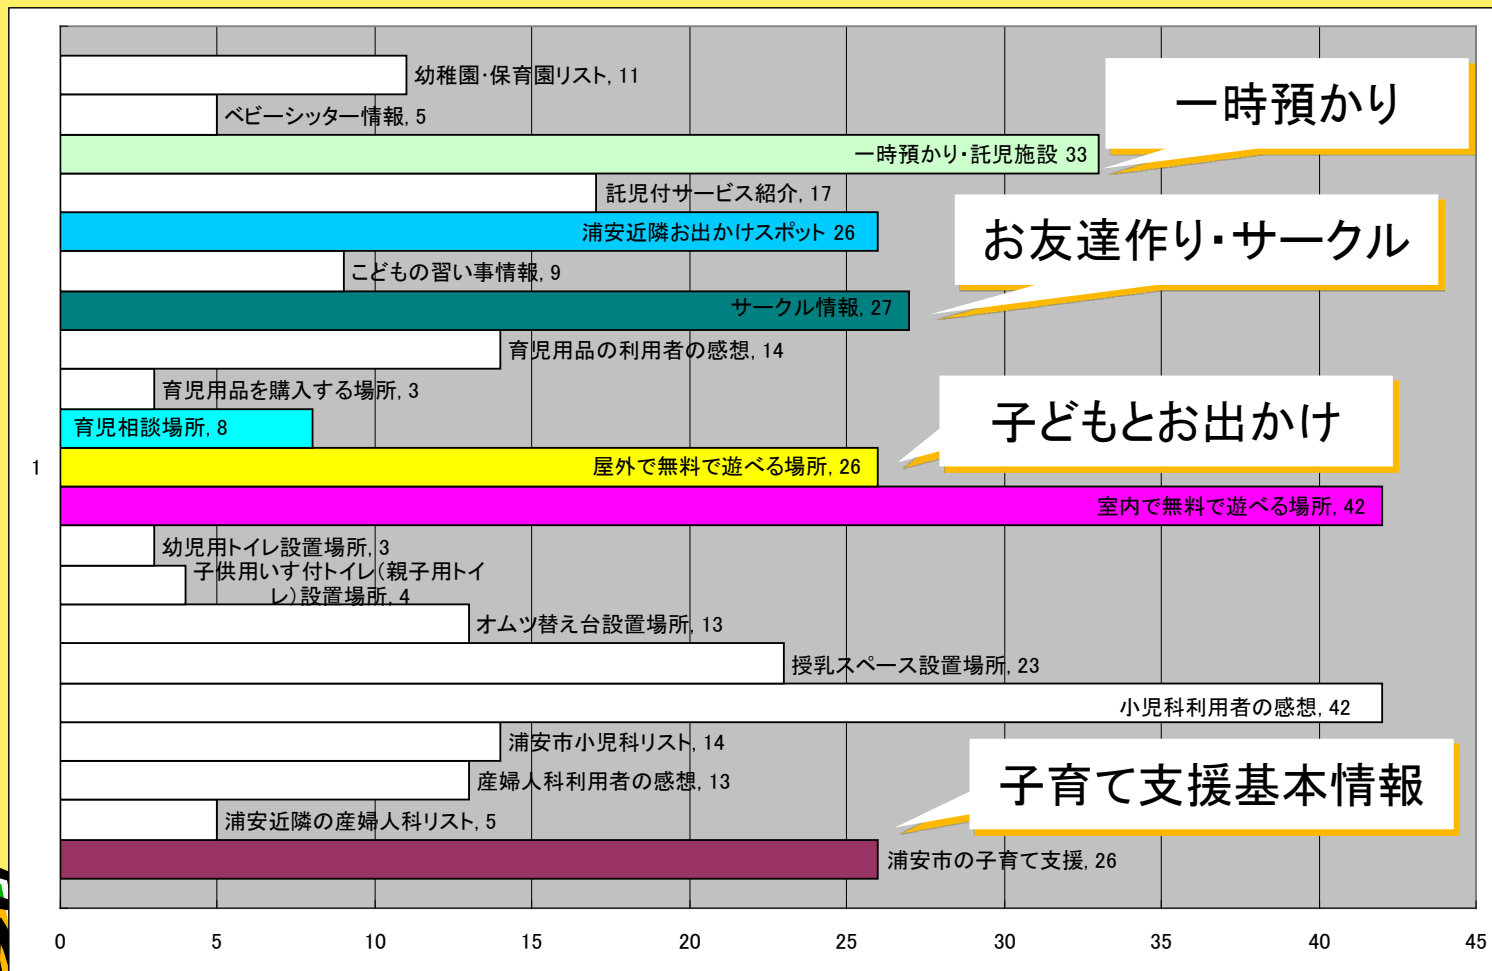 幼稚園・保育園リスト, 11
一時預かり
ベビーシッター情報, 5
一時預かり・託児施設 33
託児付サービス紹介, 17
お友達作り・サークル
浦安近隣お出かけスポット 26
こどもの習い事情報, 9
サークル情報, 27
育児用品の利用者の感想, 14
育児用品を購入する場所, 3
子どもとお出かけ
育児相談場所, 8
1
屋外で無料で遊べる場所, 26
室内で無料で遊べる場所, 42
幼児用トイレ設置場所, 3
子供用いす付トイレ(親子用トイ
レ)設置場所, 4
オムツ替え台設置場所, 13
授乳スペース設置場所, 23
小児科利用者の感想, 42
浦安市小児科リスト, 14
産婦人科利用者の感想, 13
子育て支援基本情報
浦安近隣の産婦人科リスト, 5
浦安市の子育て支援, 26
0 5 10 15 20 25 30 35 40 45